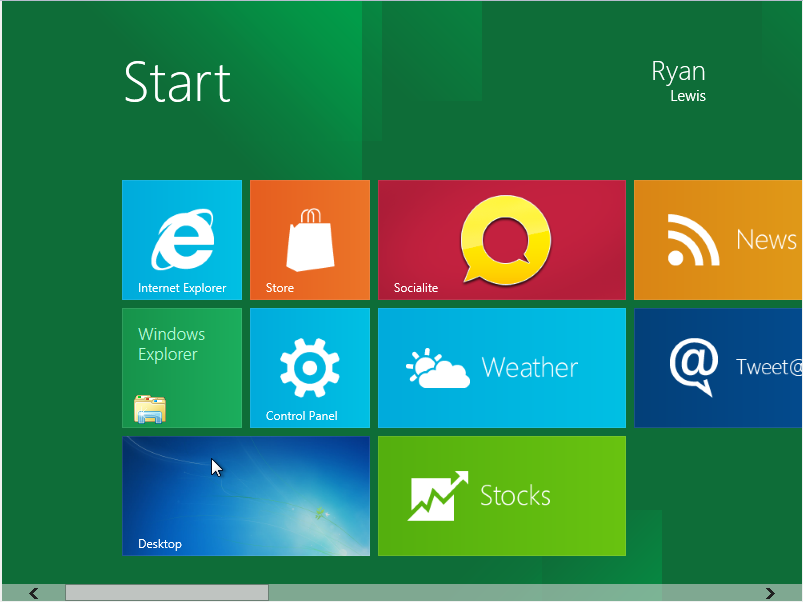 Start
Ryan
Lewis
Internet Explorer
Store
Socialite
News
Windows
Explorer
Control Panel
Weather
Tweet@
Desktop
Stocks